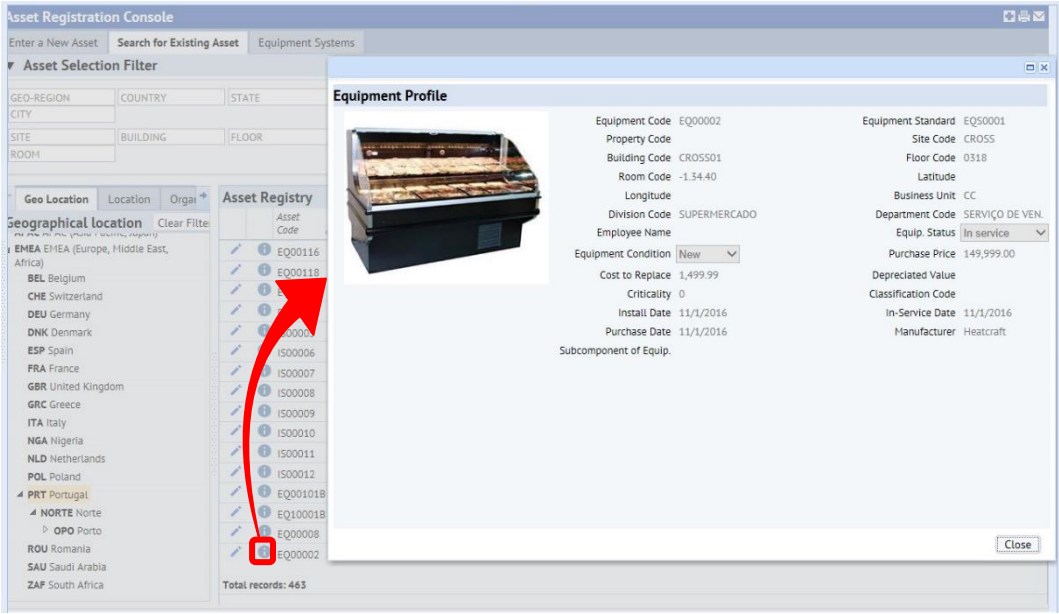 Asset Registration Console
Enter a New Asset Search for Existing Asset Equipment Systems
Asset Selection Filter
GEO-REGION COUNTRY STATE
CITY
SITE BUILDING FLOOR
ROOM
Geo Location Location Orga
Geographical location Clear Filte
EMEA EMEA (Europe, Middle East,
Africa)
BEL Belgium
CHE Switzerland
DEU Germany
DNK Denmark
ESP Spain
FRA France
GBR United Kingdom
GRC Greece
ITA Italy
NGA Nigeria
NLD Netherlands
POL Poland
PRT Portugal
NORTE Norte
OPO Porto
ROU Romania
SAU Saudi Arabia
ZAF South Africa
Asset Registry
Asset
Code
EQ00116
EQ00118
IS00006
IS00007
IS00008
IS00009
IS00010
IS00011
IS00012
EQ00101B
EQ10001B
EQ00008
EQ00002
Total records: 463
Equipment Profile
Equipment Code EQ00002 Equipment Standard EQS0001
Property Code Site Code CROSS
Building Code CROSS01 Floor Code 0318
Room Code -1.34.40 Latitude
Longitude Business Unit CC
Division Code SUPERMERCADO Department Code SERVIÇO DE VEN.
Employee Name Equip. Status In service
Equipment Condition New Purchase Price 149,999.00
Cost to Replace 1,499.99 Depreciated Value
Criticality 0 Classification Code
Install Date 11/1/2016 In-Service Date 11/1/2016
Purchase Date 11/1/2016 Manufacturer Heatcraft
Subcomponent of Equip.
Close